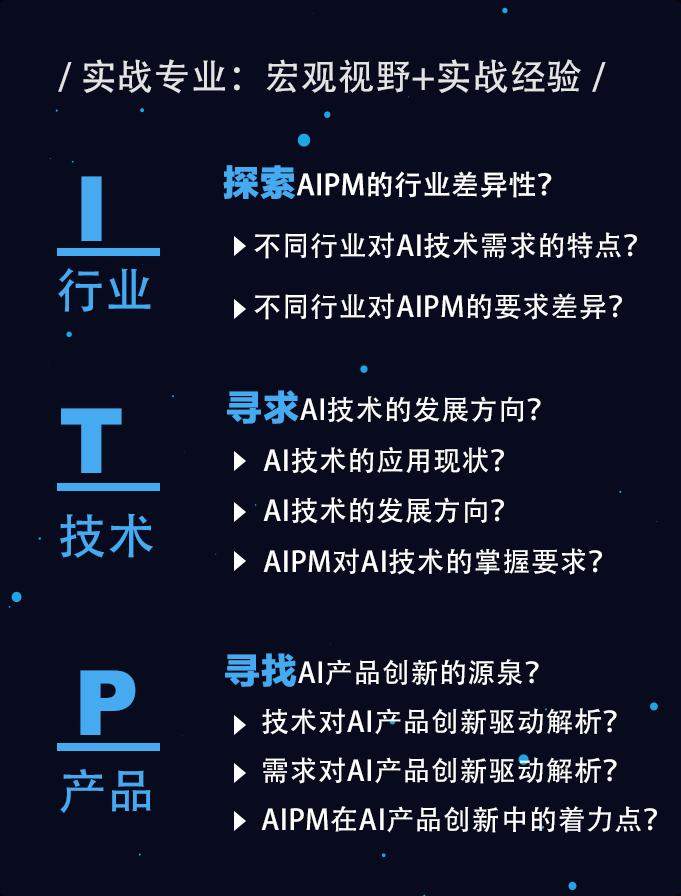 / 实战专业：宏观视野+实战经验 /
I
行业
探索AIPM的行业差异性？
不同行业对AI技术需求的特点？
不同行业对AIPM的要求差异？
T
技术
寻求AI技术的发展方向？
AI技术的应用现状？
AI技术的发展方向？
AIPM对AI技术的掌握要求？
P
产品
寻找AI产品创新的源泉？
技术对AI产品创新驱动解析？
需求对AI产品创新驱动解析？
AIPM在AI产品创新中的着力点？